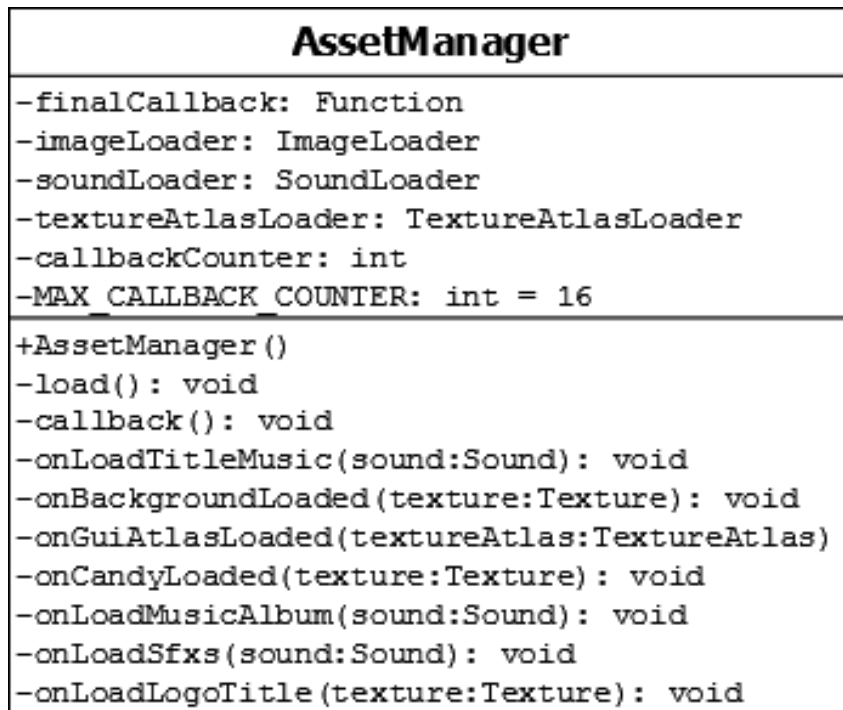 AssetManager
-finalCallback: Function
-imageLoader: ImageLoader
-soundLoader: SoundLoader
-textureAtlasLoader: TextureAtlasLoader
-callbackCounter: int
-MAX_CALLBACK_COUNTER: int = 16
+AssetManager()
-load(): void
-callback(): void
-onLoadTitleMusic(sound:Sound): void
-onBackgroundLoaded(texture:Texture): void
-onGuiAtlasLoaded(textureAtlas:TextureAtlas)
-onCandyLoaded(texture:Texture): void
-onLoadMusicAlbum(sound:Sound): void
-onLoadSfxs(sound:Sound): void
-onLoadLogoTitle(texture:Texture): void